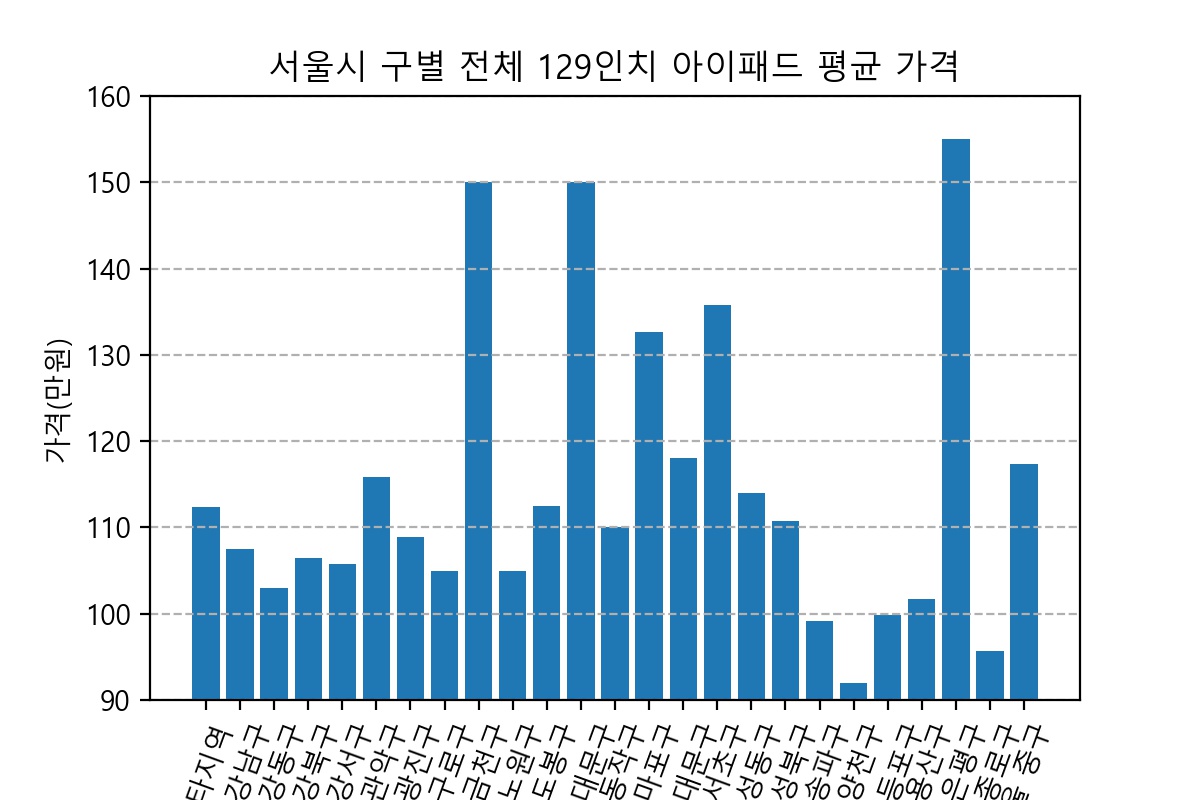 서울시 구별 전체 129인치 아이패드 평균 가격
가격(만원)
160
150
140
130
120
110
100
90
타지역
강남구
강동구
강북구
강서구
관악구
광진구
구로구
금천구
노원구
도봉구
대문구
동작구
마포구
대문구
서초구
성동구
성북구
송파구
양천구
등포구
용산구
은평구
종로구
중구